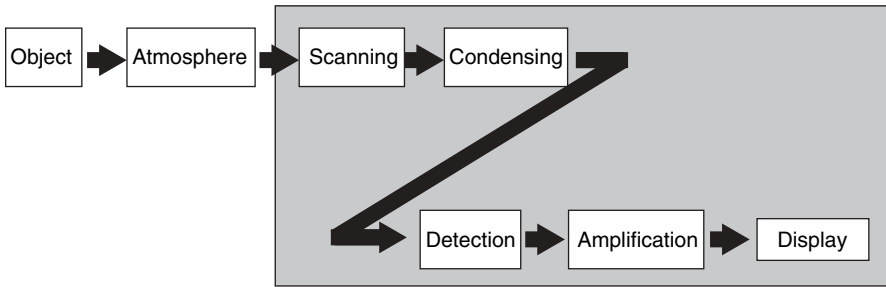 Object
Atmosphere
Scanning
Condensing
Detection
Amplification
Display